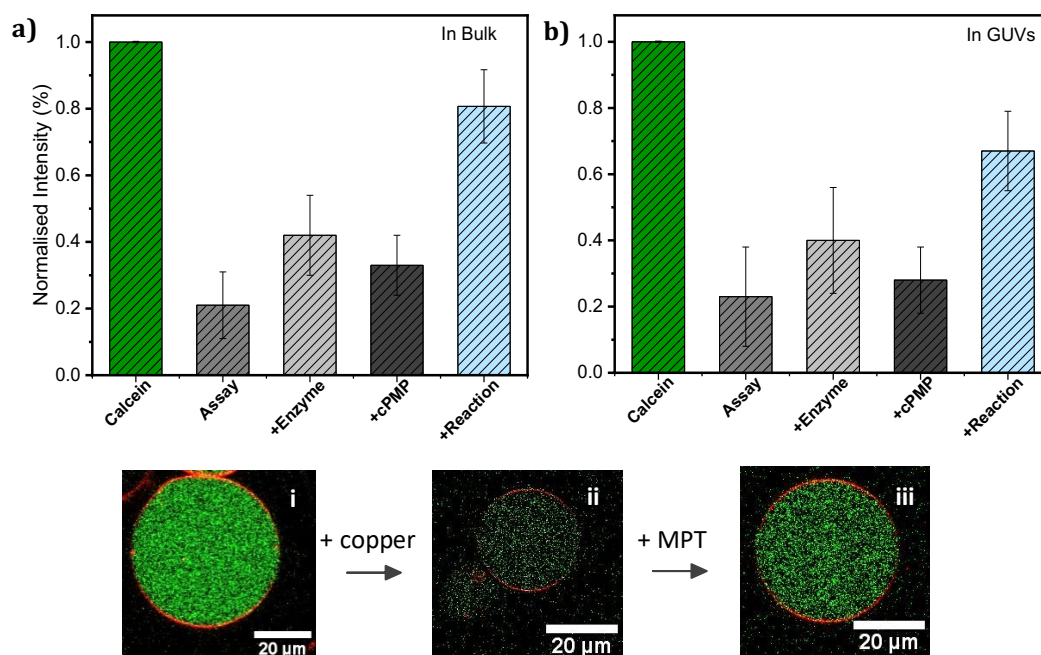 a)
In Bulk
Normalised Intensity (%)
1.0
0.8
0.6
0.4
0.2
0.0
Calcein
Assay
+Enzyme
+cPMP
+Reaction
b)
In GUVs
1.0
0.8
0.6
0.4
0.2
0.0
Calcein
Assay
+Enzyme
+cPMP
+Reaction
i
20 µm
+ copper
ii
20 µm
+ MPT
iii
20 µm